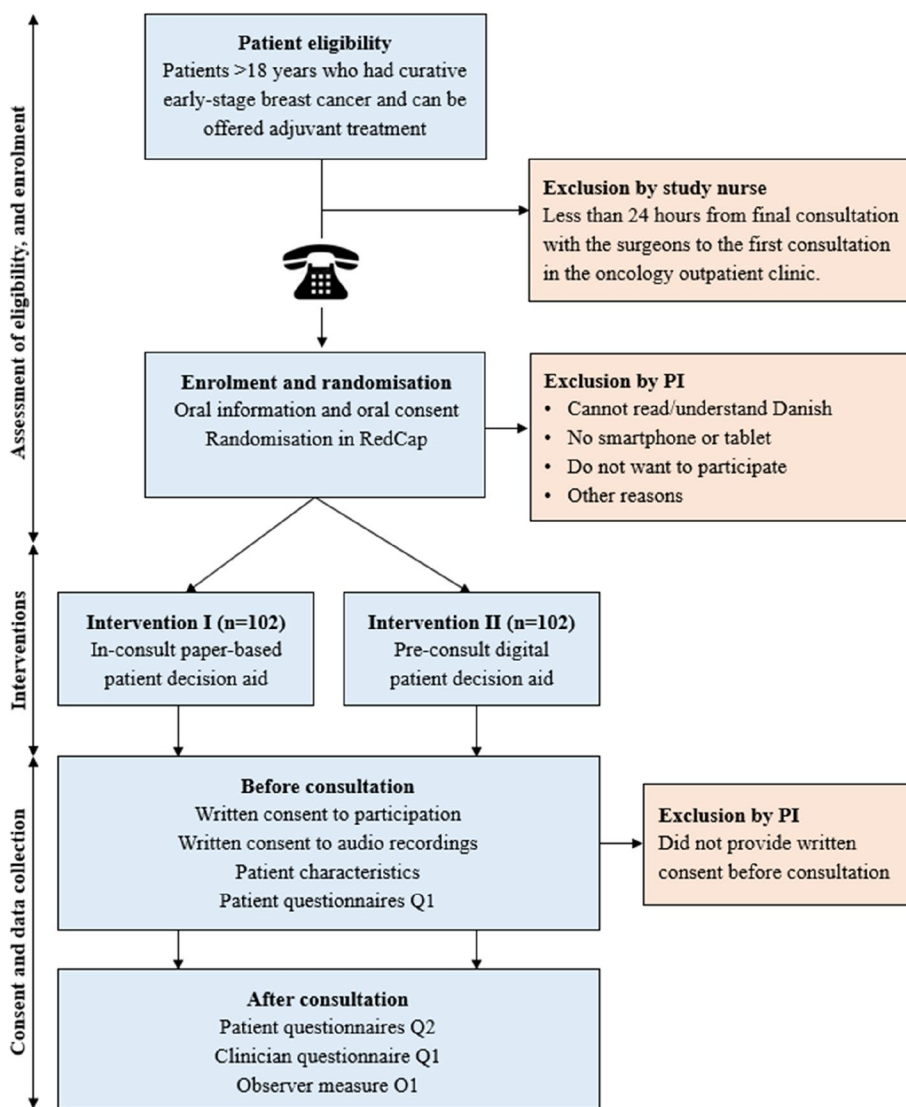 Assessment of eligibility, and enrolment
Patient eligibility
Patients >18 years who had curative
early-stage breast cancer and can be
offered adjuvant treatment
Exclusion by study nurse
Less than 24 hours from final consultation
with the surgeons to the first consultation
in the oncology outpatient clinic.
Enrolment and randomisation
Oral information and oral consent
Randomisation in RedCap
Exclusion by PI
• Cannot read/understand Danish
• No smartphone or tablet
• Do not want to participate
• Other reasons
Interventions
Intervention I (n=102)
In-consult paper-based
patient decision aid
Intervention II (n=102)
Pre-consult digital
patient decision aid
Consent and data collection
Before consultation
Written consent to participation
Written consent to audio recordings
Patient characteristics
Patient questionnaires Q1
Exclusion by PI
Did not provide written
consent before consultation
After consultation
Patient questionnaires Q2
Clinician questionnaire Q1
Observer measure O1